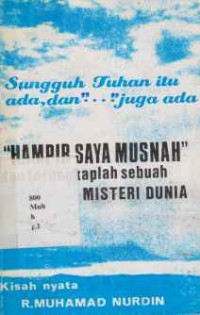 Sungguh Tuhan itu
ada, dan"..."juga ada
"HAMPIR SAYA MUSNAH"
taplah sebuah
MISTERI DUNIA
800
Muh
h
c.1
Kisah nyata
R.MUHAMAD NURDIN